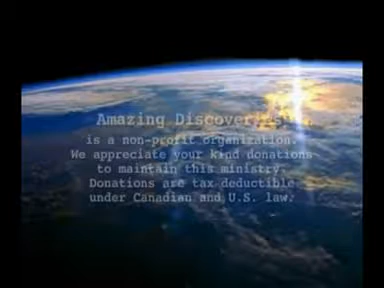 Amazing Discoveries
is a non-profit organization.
We appreciate your kind donations
to maintain this ministry.
Donations are tax deductible
under Canadian and U.S. law.